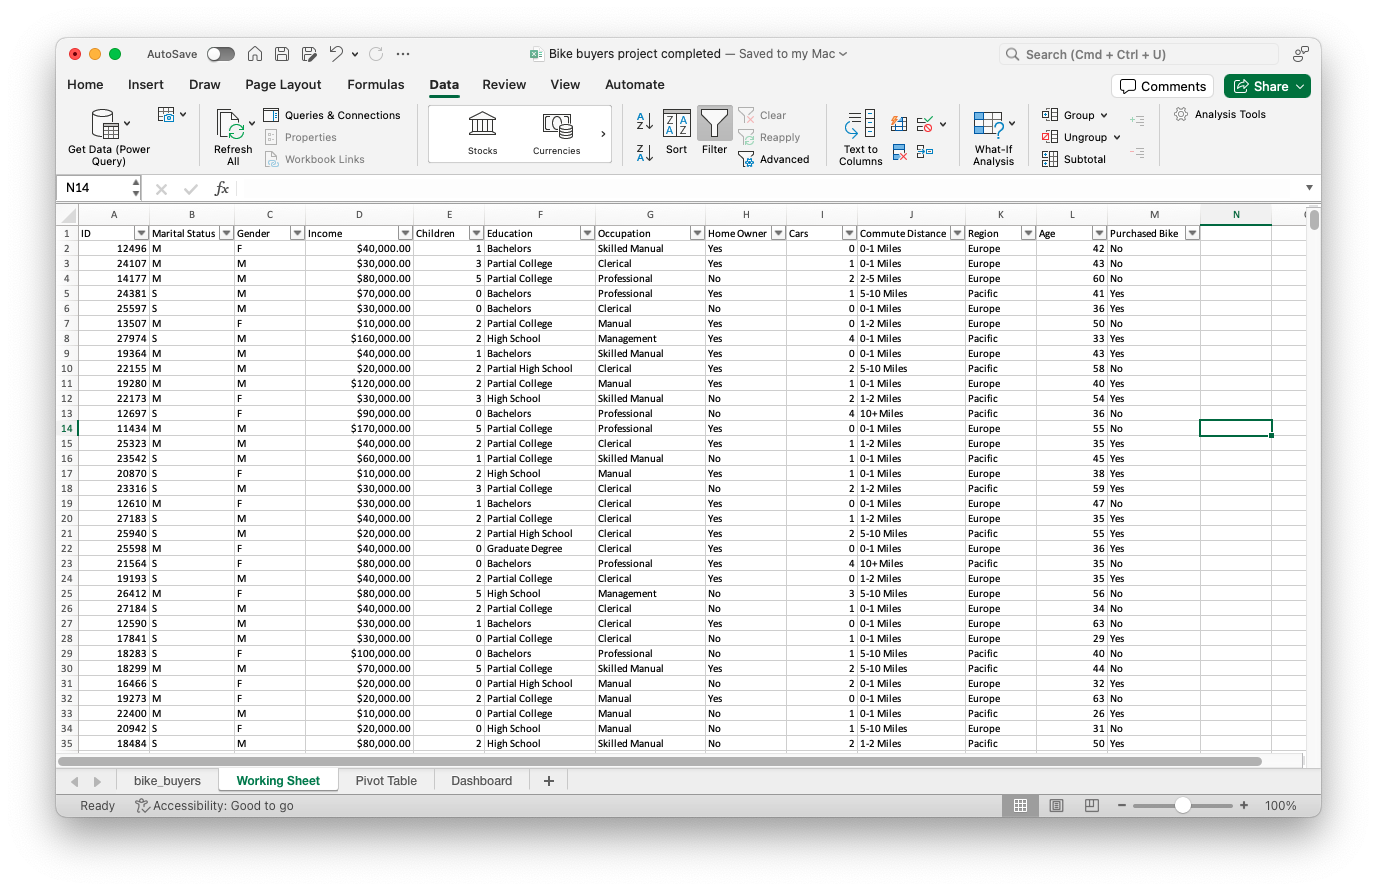 AutoSave Bike buyers project completed — Saved to my Mac Search (Cmd + Ctrl + U)
Home Insert Draw Page Layout Formulas Data Review View Automate Comments Share
Get Data (Power Query)
Refresh All
Queries & Connections
Properties
Workbook Links
Stocks
Currencies
Sort
Filter
Clear
Reapply
Advanced
Text to Columns
What-If Analysis
Group
Ungroup
Subtotal
Analysis Tools
N14 fx
A B C D E F G H I J K L M N
1 ID Marital Status Gender Income Children Education Occupation Home Owner Cars Commute Distance Region Age Purchased Bike
2 12496 M F $40,000.00 1 Bachelors Skilled Manual Yes 0 0-1 Miles Europe 42 No
3 24107 M M $30,000.00 3 Partial College Clerical Yes 1 0-1 Miles Europe 43 No
4 14177 M M $80,000.00 5 Partial College Professional No 2 2-5 Miles Europe 60 No
5 24381 S M $70,000.00 0 Bachelors Professional Yes 1 5-10 Miles Pacific 41 Yes
6 25597 S M $30,000.00 0 Bachelors Clerical No 0 0-1 Miles Europe 36 Yes
7 13507 M F $10,000.00 2 Partial College Manual Yes 0 1-2 Miles Europe 50 No
8 27974 S M $160,000.00 2 High School Management Yes 4 0-1 Miles Pacific 33 Yes
9 19364 M M $40,000.00 1 Bachelors Skilled Manual Yes 0 0-1 Miles Europe 43 Yes
10 22155 M M $20,000.00 2 Partial High School Clerical Yes 2 5-10 Miles Pacific 58 No
11 19280 M M $120,000.00 2 Partial College Manual Yes 1 0-1 Miles Europe 40 Yes
12 22173 M F $30,000.00 3 High School Skilled Manual No 2 1-2 Miles Pacific 54 Yes
13 12697 S F $90,000.00 0 Bachelors Professional No 4 10+ Miles Pacific 36 No
14 11434 M M $170,000.00 5 Partial College Professional Yes 0 0-1 Miles Europe 55 No
15 25323 M M $40,000.00 2 Partial College Clerical Yes 1 1-2 Miles Europe 35 Yes
16 23542 S M $60,000.00 1 Partial College Skilled Manual No 1 0-1 Miles Pacific 45 Yes
17 20870 S F $10,000.00 2 High School Manual Yes 1 0-1 Miles Europe 38 Yes
18 23316 S M $30,000.00 3 Partial College Clerical No 2 1-2 Miles Pacific 59 Yes
19 12610 M F $30,000.00 1 Bachelors Clerical Yes 0 0-1 Miles Europe 47 No
20 27183 S M $40,000.00 2 Partial College Clerical Yes 1 1-2 Miles Europe 35 Yes
21 25940 S M $20,000.00 2 Partial High School Clerical Yes 2 5-10 Miles Pacific 55 Yes
22 25598 M F $40,000.00 0 Graduate Degree Clerical Yes 0 0-1 Miles Europe 36 Yes
23 21564 S F $80,000.00 0 Bachelors Professional Yes 4 10+ Miles Pacific 35 No
24 19193 S M $40,000.00 2 Partial College Clerical Yes 0 1-2 Miles Europe 35 Yes
25 26412 M F $80,000.00 5 High School Management No 3 5-10 Miles Europe 56 No
26 27184 S M $40,000.00 2 Partial College Clerical No 1 0-1 Miles Europe 34 No
27 12590 S M $30,000.00 1 Bachelors Clerical Yes 0 0-1 Miles Europe 63 No
28 17841 S M $30,000.00 0 Partial College Clerical No 1 0-1 Miles Europe 29 Yes
29 18283 S F $100,000.00 0 Bachelors Professional No 1 5-10 Miles Pacific 40 No
30 18299 M M $70,000.00 5 Partial College Skilled Manual Yes 2 5-10 Miles Pacific 44 No
31 16466 S F $20,000.00 0 Partial High School Manual No 2 0-1 Miles Europe 32 Yes
32 19273 M F $20,000.00 2 Partial College Manual Yes 0 0-1 Miles Europe 63 No
33 22400 M M $10,000.00 0 Partial College Manual No 1 0-1 Miles Pacific 26 Yes
34 20942 S F $20,000.00 0 High School Manual No 1 5-10 Miles Europe 31 No
35 18484 S M $80,000.00 2 High School Skilled Manual No 2 1-2 Miles Pacific 50 Yes
bike_buyers Working Sheet Pivot Table Dashboard
Ready Accessibility: Good to go 100%